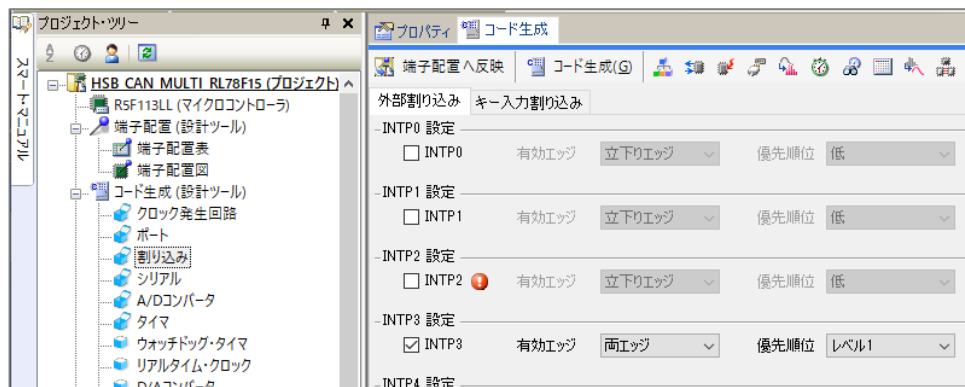 スマート・マニュアル
プロジェクト・ツリー
HSB CAN MULTI RL78F15 (プロジェクト)
R5F113LL (マイクロコントローラ)
端子配置 (設計ツール)
端子配置表
端子配置図
コード生成 (設計ツール)
クロック発生回路
ポート
割り込み
シリアル
A/Dコンバータ
タイマ
ウォッチドッグ・タイマ
リアルタイム・クロック
D/Aコンバータ
プロパティ コード生成
端子配置へ反映 コード生成(G)
外部割り込み キー入力割り込み
INTP0 設定
INTP0 有効エッジ 立下りエッジ 優先順位 低
INTP1 設定
INTP1 有効エッジ 立下りエッジ 優先順位 低
INTP2 設定
INTP2 有効エッジ 立下りエッジ 優先順位 低
INTP3 設定
INTP3 有効エッジ 両エッジ 優先順位 レベル1
INTP4 設定